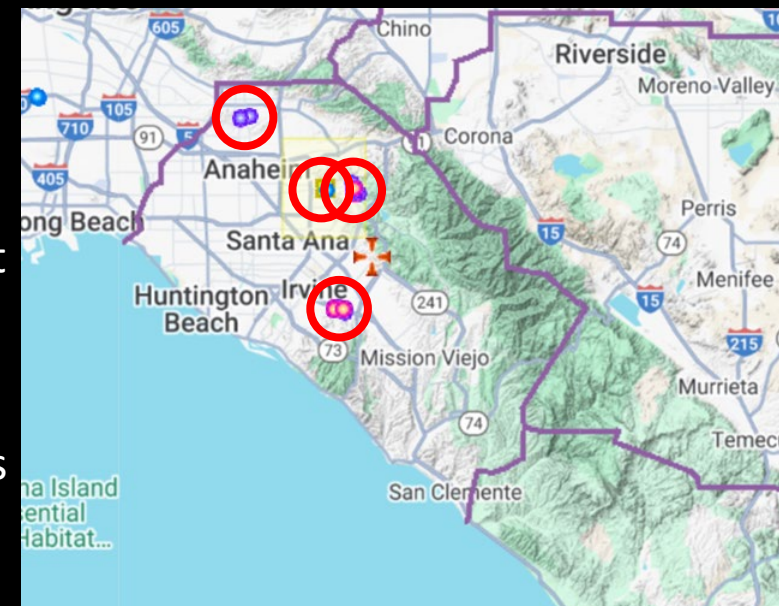 605
Chino
Riverside
Moreno Valley
105
710
91
5
Corona
Anaheim
405
Perris
ong Beach
15
74
t
Santa Ana
Menifee
Huntington
Beach
Irvine
241
15
215
73
Mission Viejo
Murrieta
74
Temecu
s
na Island
sential
Habitat...
San Clemente